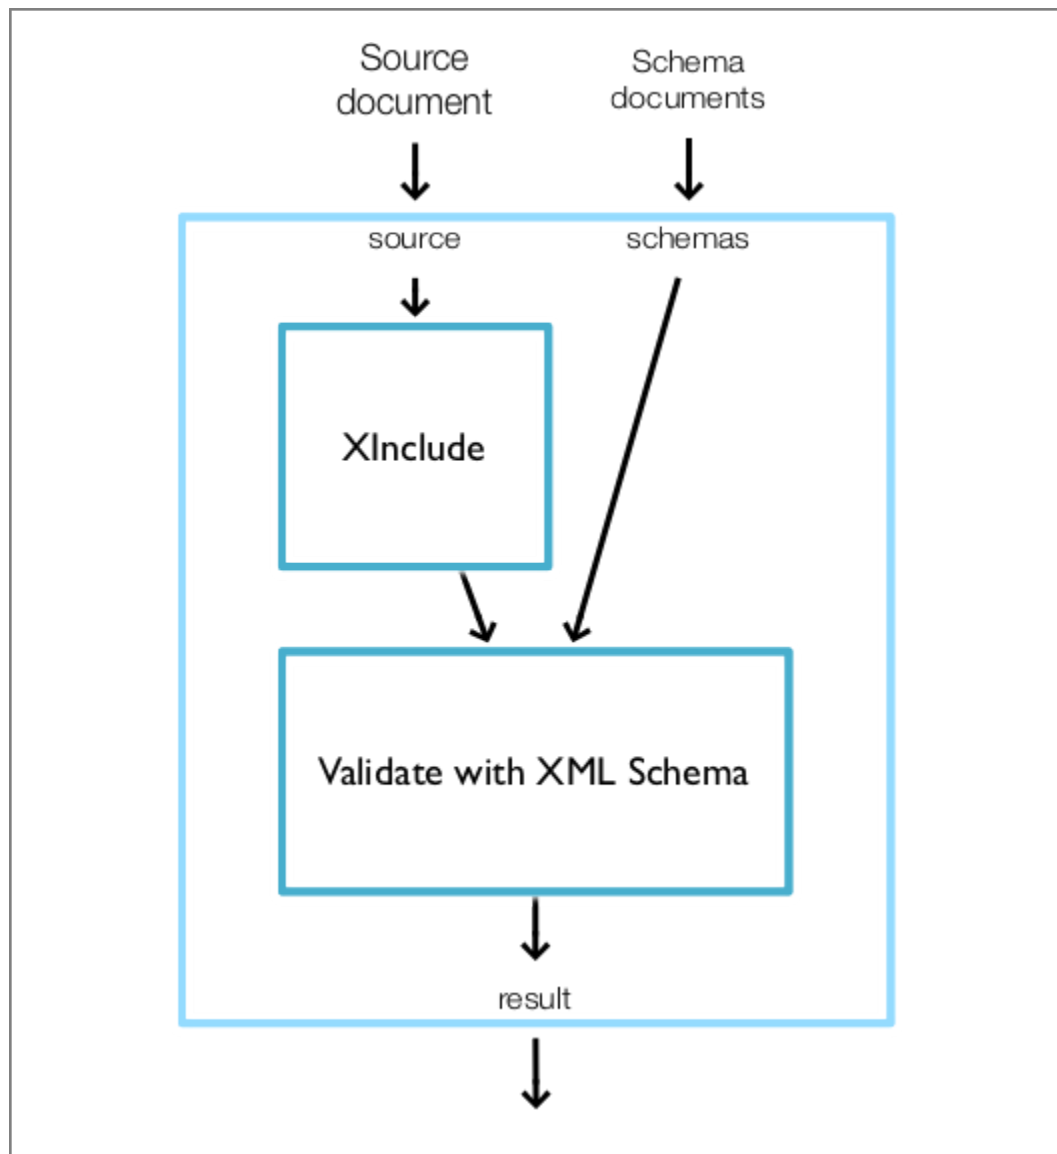 Source
document
Schema
documents
source
schemas
XInclude
Validate with XML Schema
result